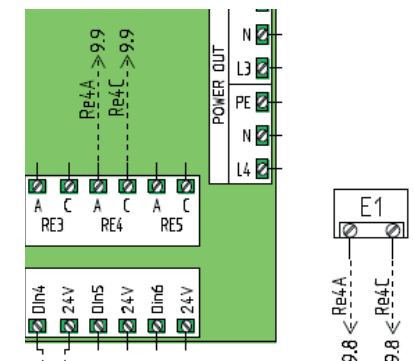 N
L3
PE
N
L4
POWER OUT
Re4A >9.9
Re4C >9.9
A C A C A C
RE3 RE4 RE5
DIn4 24V DIn5 24V DIn6 24V
E1
9.8 < Re4A
9.8 < Re4C